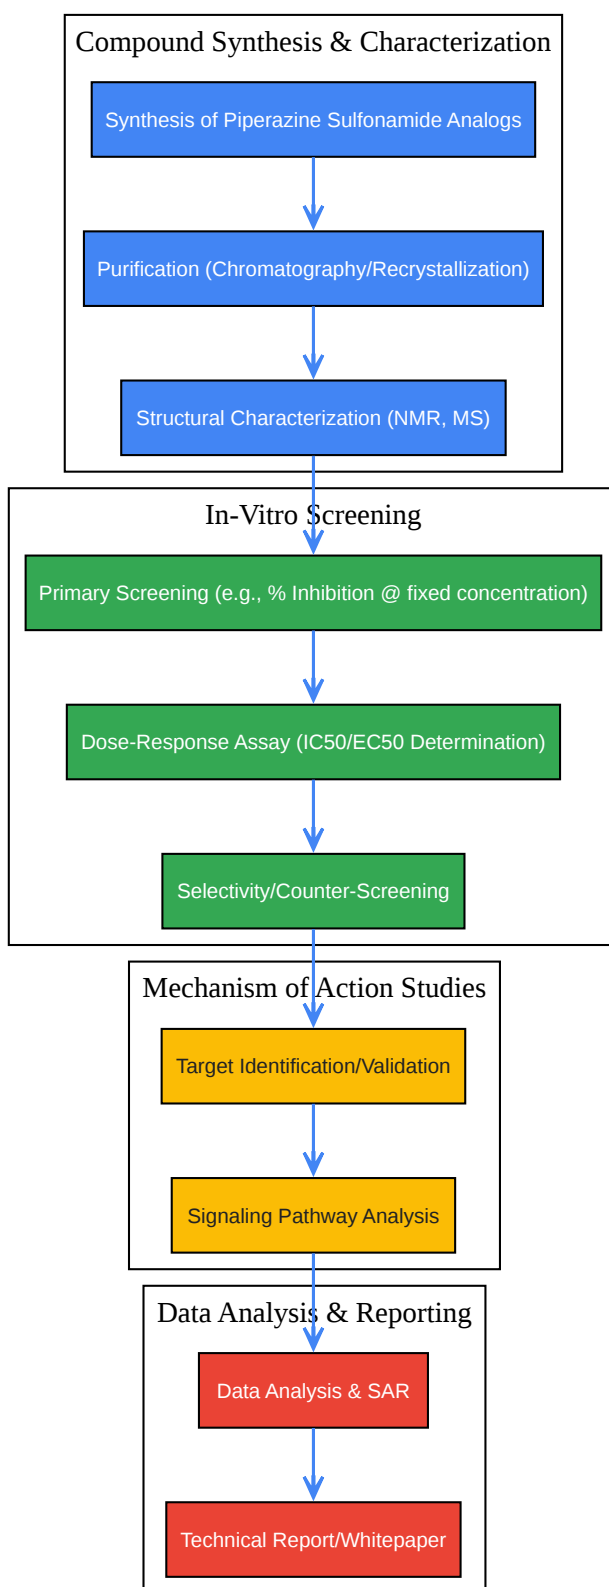 Compound Synthesis & Characterization
Synthesis of Piperazine Sulfonamide Analogs
Purification (Chromatography/Recrystallization)
Structural Characterization (NMR, MS)
In-Vitro Screening
Primary Screening (e.g., % Inhibition @ fixed concentration)
Dose-Response Assay (IC50/EC50 Determination)
Selectivity/Counter-Screening
Mechanism of Action Studies
Target Identification/Validation
Signaling Pathway Analysis
Data Analysis & Reporting
Data Analysis & SAR
Technical Report/Whitepaper